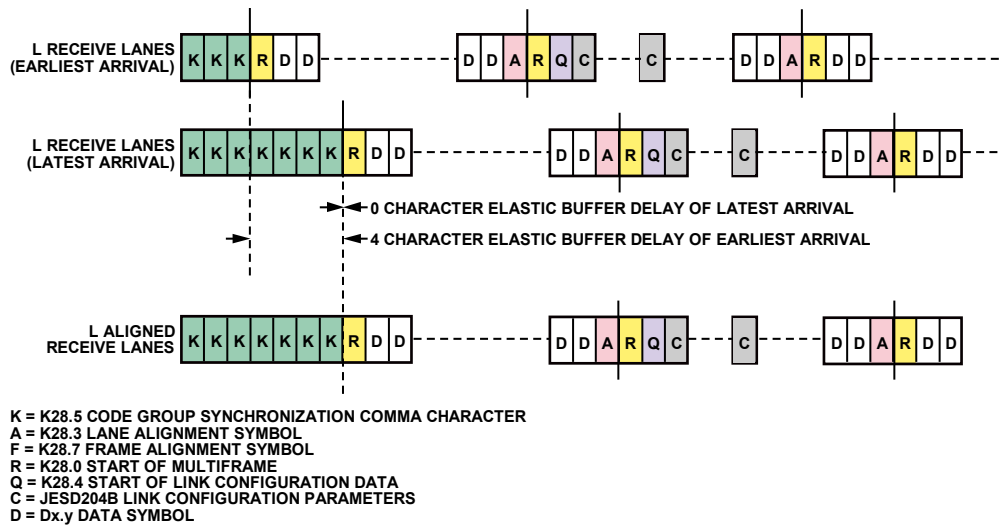 L RECEIVE LANES
(EARLIEST ARRIVAL)
K K K R D D
D D A R Q C
C
D D A R D D
L RECEIVE LANES
(LATEST ARRIVAL)
K K K K K K K R D D
D D A R Q C
C
D D A R D D
0 CHARACTER ELASTIC BUFFER DELAY OF LATEST ARRIVAL
4 CHARACTER ELASTIC BUFFER DELAY OF EARLIEST ARRIVAL
L ALIGNED
RECEIVE LANES
K K K K K K K R D D
D D A R Q C
C
D D A R D D
K = K28.5 CODE GROUP SYNCHRONIZATION COMMA CHARACTER
A = K28.3 LANE ALIGNMENT SYMBOL
F = K28.7 FRAME ALIGNMENT SYMBOL
R = K28.0 START OF MULTIFRAME
Q = K28.4 START OF LINK CONFIGURATION DATA
C = JESD204B LINK CONFIGURATION PARAMETERS
D = Dx.y DATA SYMBOL